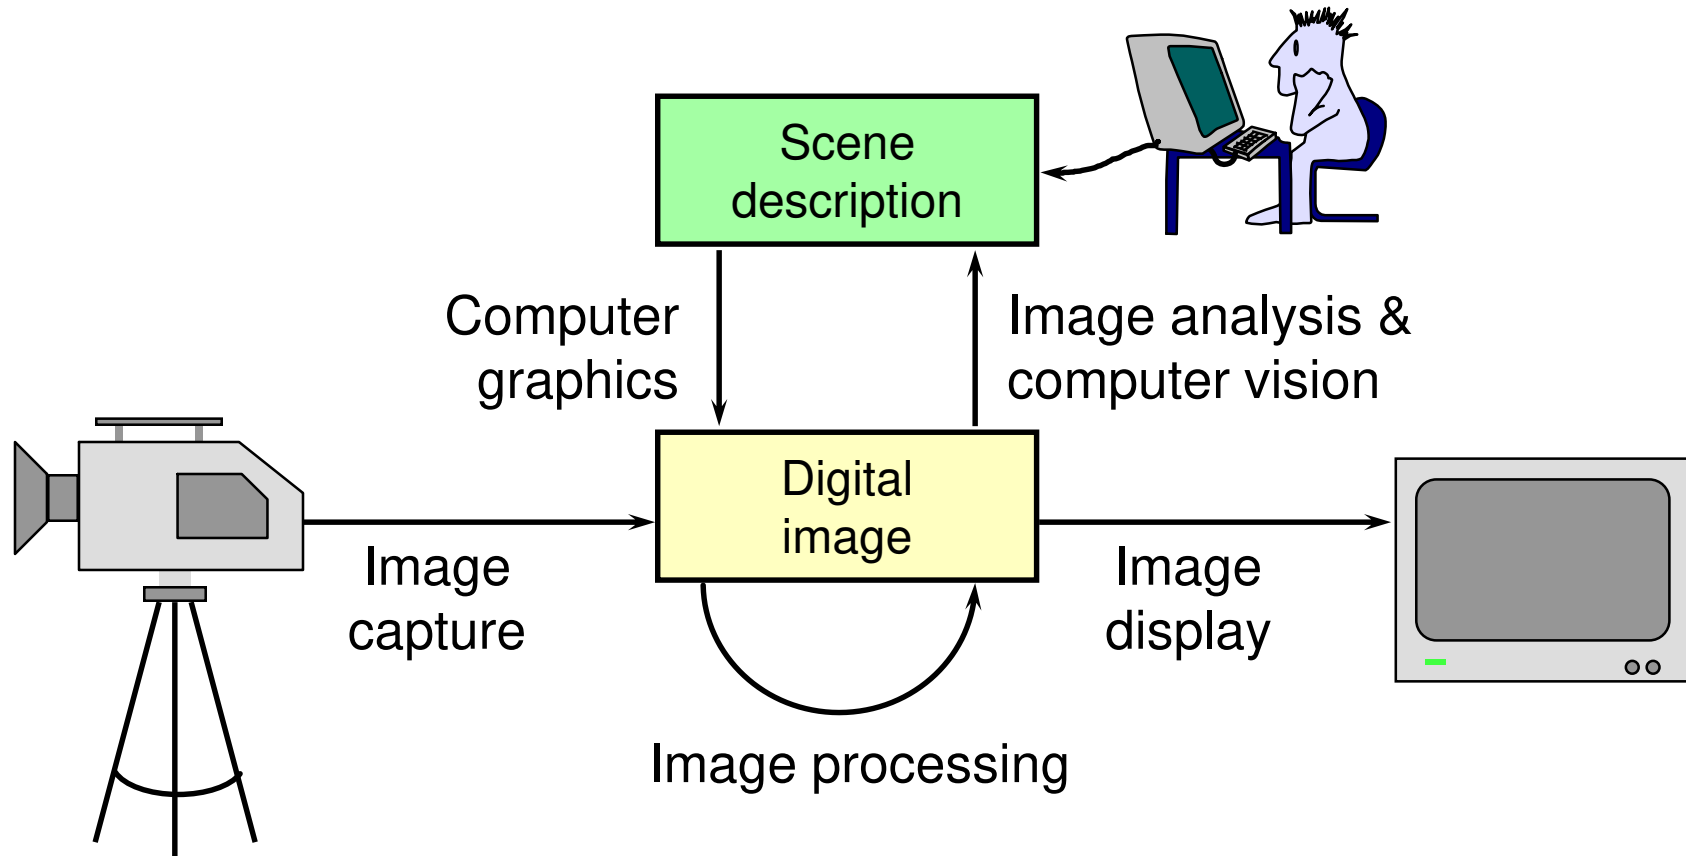 Scene
description
Computer
graphics
Image analysis &
computer vision
Digital
image
Image
capture
Image
display
Image processing